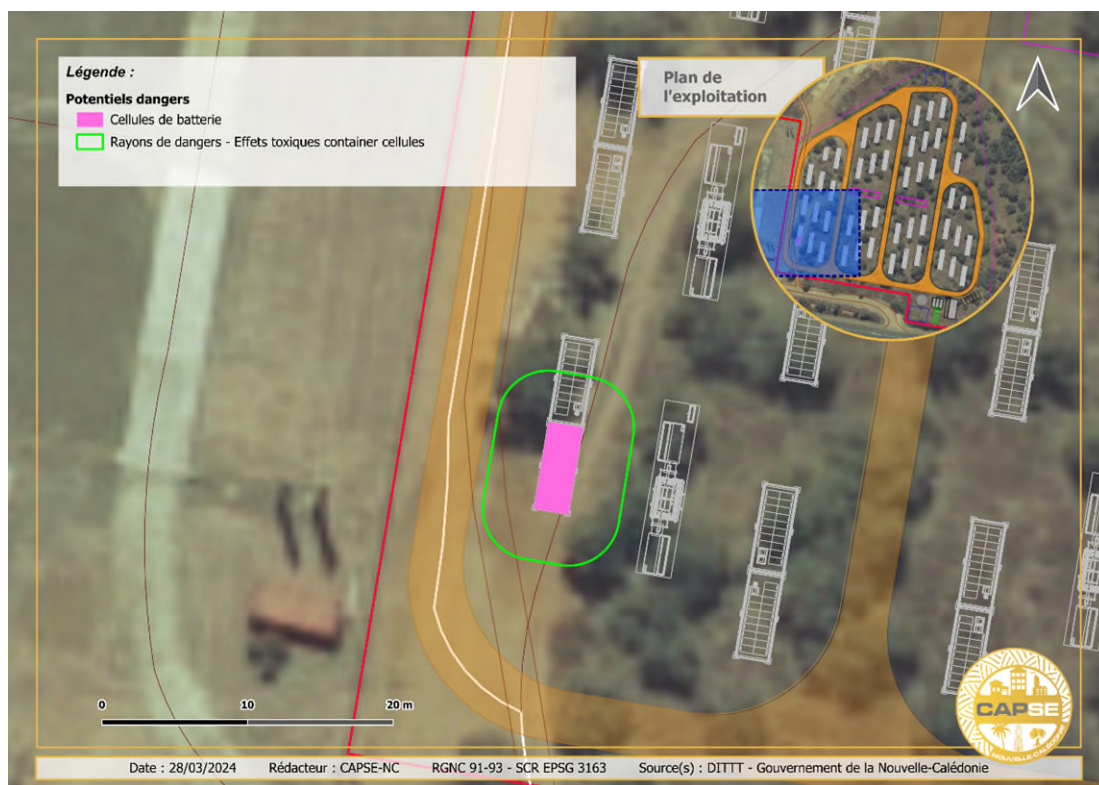 Légende :
Potentiels dangers
Cellules de batterie
Rayons de dangers - Effets toxiques container cellules
Plan de
l'exploitation
0 10 20 m
CAPSE
NOUVELLE-CALÉDONIE
Date : 28/03/2024 Rédacteur : CAPSE-NC RGNC 91-93 - SCR EPSG 3163 Source(s) : DITTT - Gouvernement de la Nouvelle-Calédonie